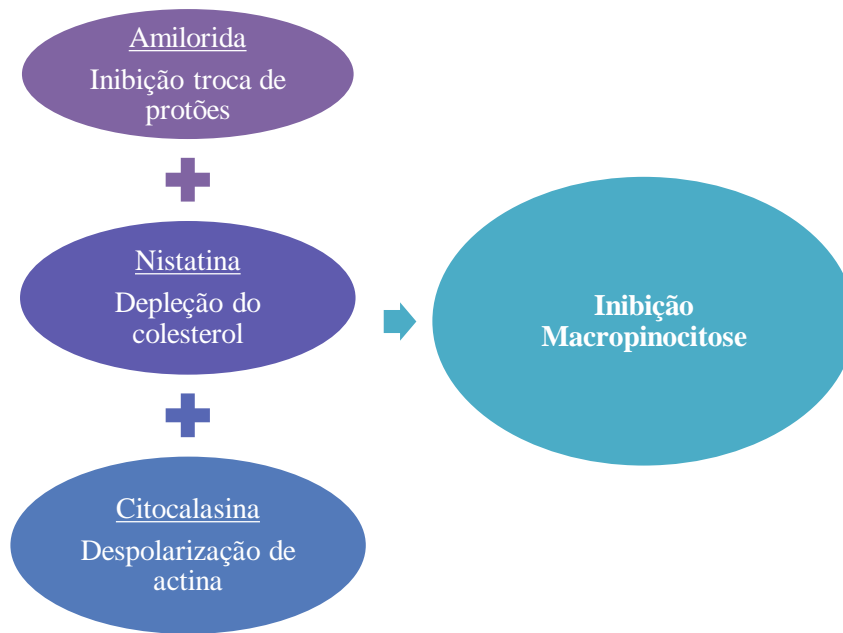 Amilorida
Inibição troca de
protões
Nistatina
Depleção do
colesterol
Inibição
Macropinocitose
Citocalasina
Despolarização de
actina